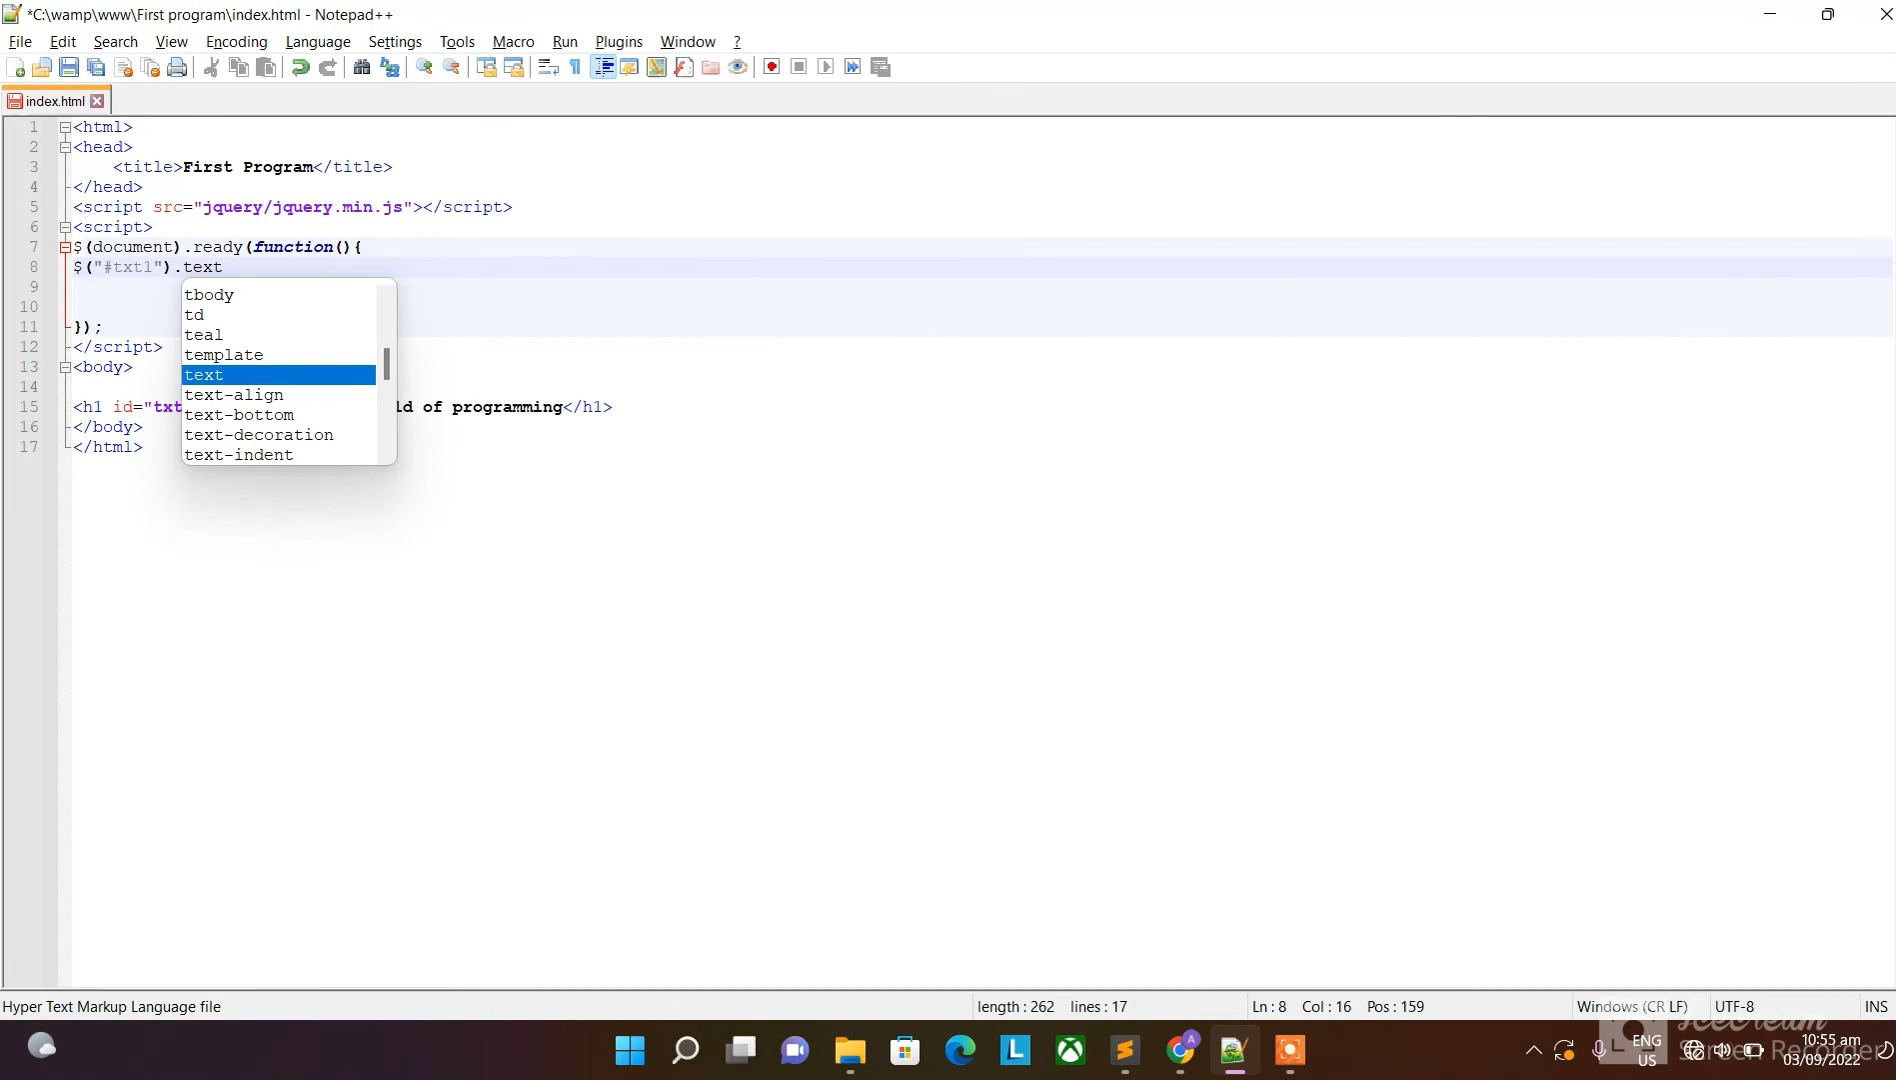 *C:\wamp\www\First program\index.html - Notepad++
File Edit Search View Encoding Language Settings Tools Macro Run Plugins Window ?
index.html
1 <html>
2 <head>
3 <title>First Program</title>
4 </head>
5 <script src="jquery/jquery.min.js"></script>
6 <script>
7 $(document).ready(function(){
8 $("#txt1").text
9
10
11 });
12 </script>
13 <body>
14
15 <h1 id="txt ld of programming</h1>
16 </body>
17 </html>
tbody
td
teal
template
text
text-align
text-bottom
text-decoration
text-indent
Hyper Text Markup Language file length : 262 lines : 17 Ln : 8 Col : 16 Pos : 159 Windows (CR LF) UTF-8 INS
Icecream
Screen Recorder
ENG
US
10:55 am
03/09/2022